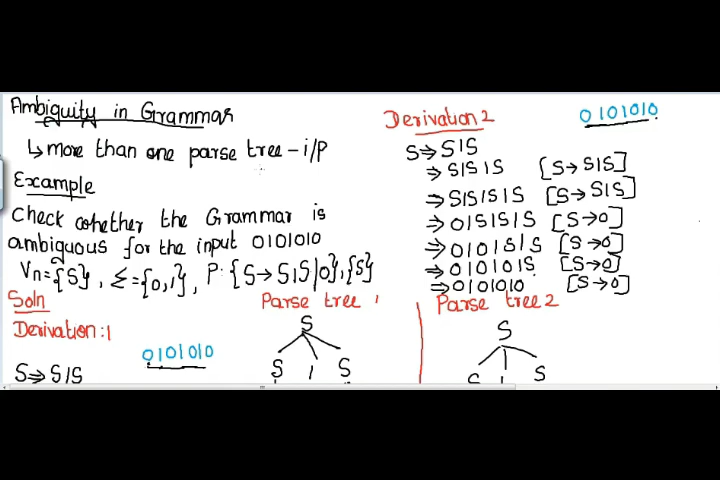 Ambiguity in Grammar
↳ more than one parse tree - i/p
Example
Check whether the Grammar is
ambiguous for the input 0101010
Vn={S}, Σ={0,1}, P: {S→S1S|0},{S}
Soln
Derivation:1
0101010
S⇒S1S
Parse tree 1
S
S 1 S
Derivation 2
0101010
S⇒S1S
⇒S1S1S [S→S1S]
⇒S1S1S1S [S→S1S]
⇒01S1S1S [S→0]
⇒0101S1S [S→0]
⇒010101S [S→0]
⇒0101010 [S→0]
Parse tree 2
S
S 1 S